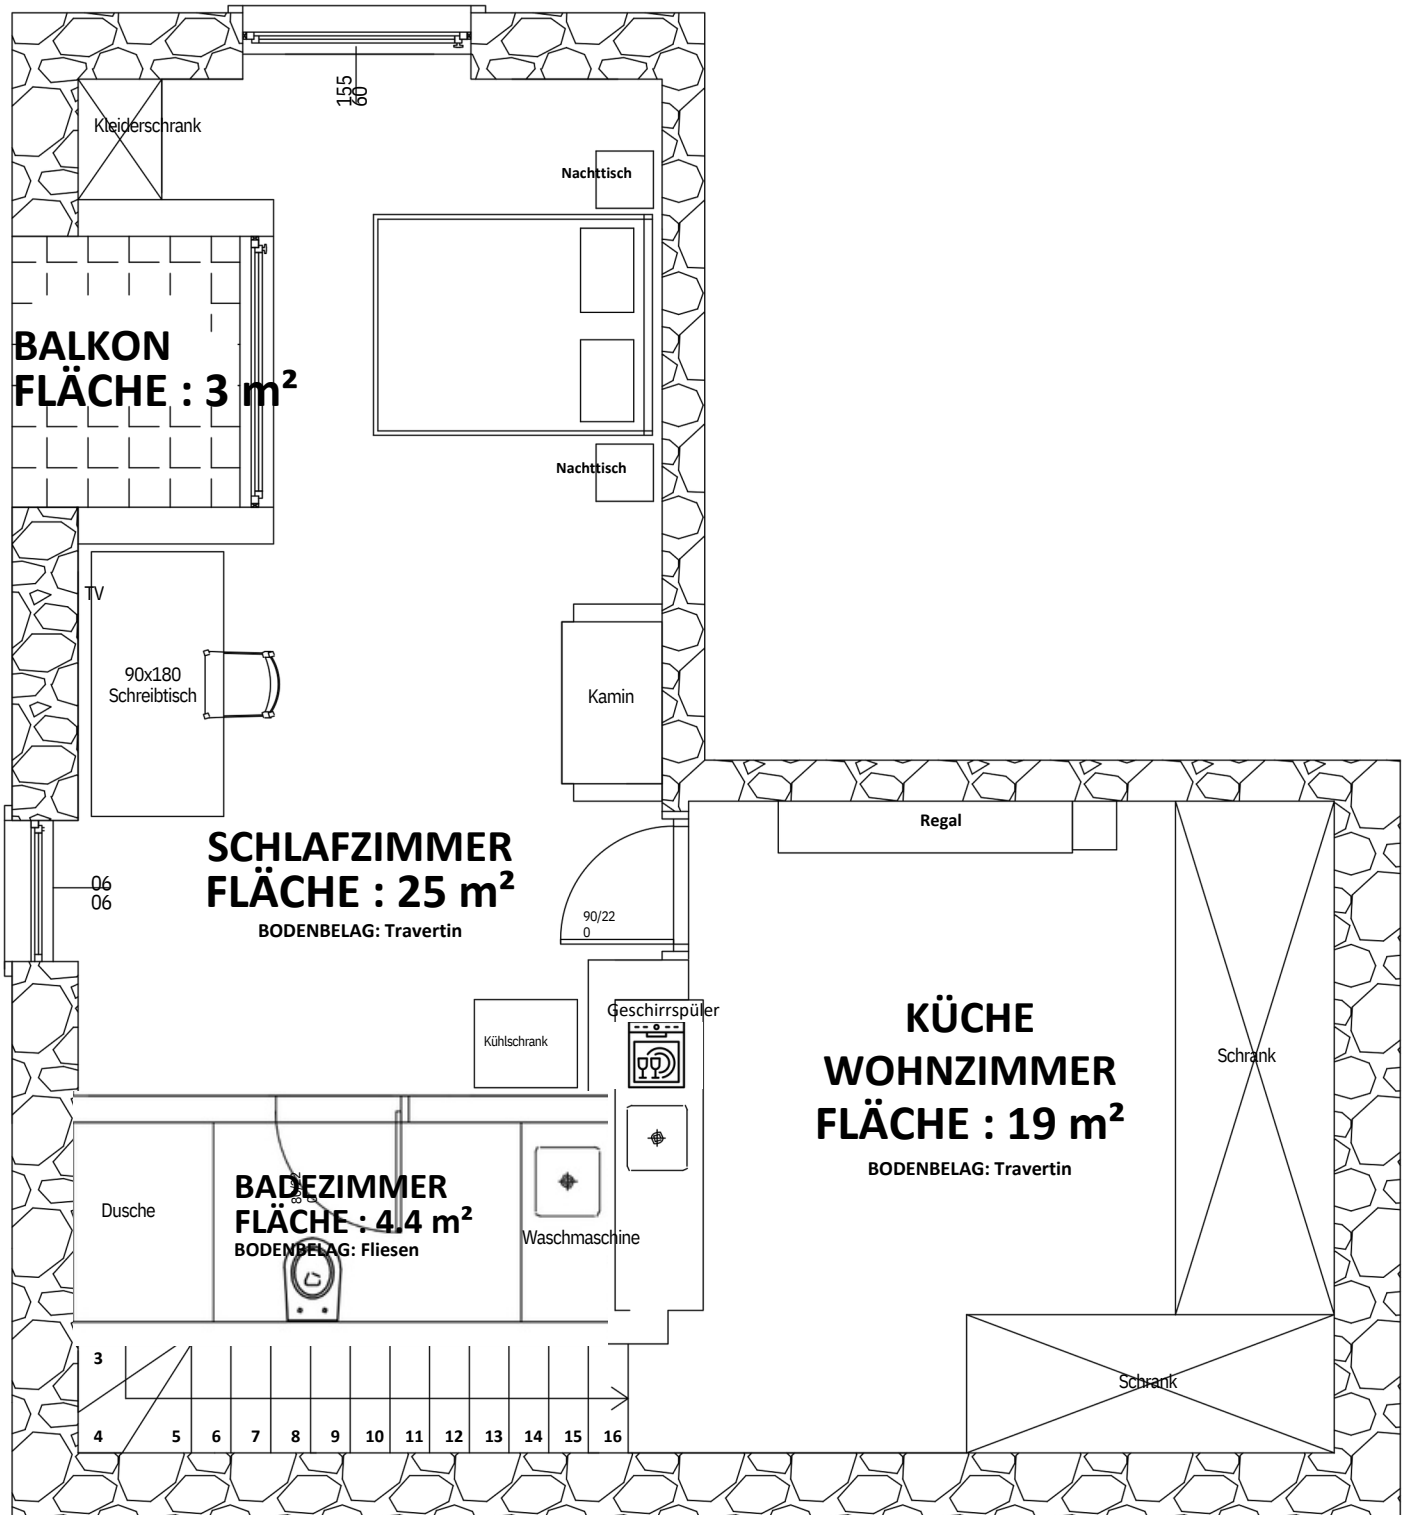 155
60
Kleiderschrank
Nachttisch
BALKON
FLÄCHE : 3 m²
Nachttisch
TV
90x180
Schreibtisch
Kamin
Regal
SCHLAFZIMMER
FLÄCHE : 25 m²
BODENBELAG: Travertin
06
06
90/22
0
Geschirrspüler
Kühlschrank
KÜCHE
WOHNZIMMER
FLÄCHE : 19 m²
BODENBELAG: Travertin
Schrank
Dusche
BADEZIMMER
FLÄCHE : 4.4 m²
BODENBELAG: Fliesen
Waschmaschine
Schrank
3
4 5 6 7 8 9 10 11 12 13 14 15 16